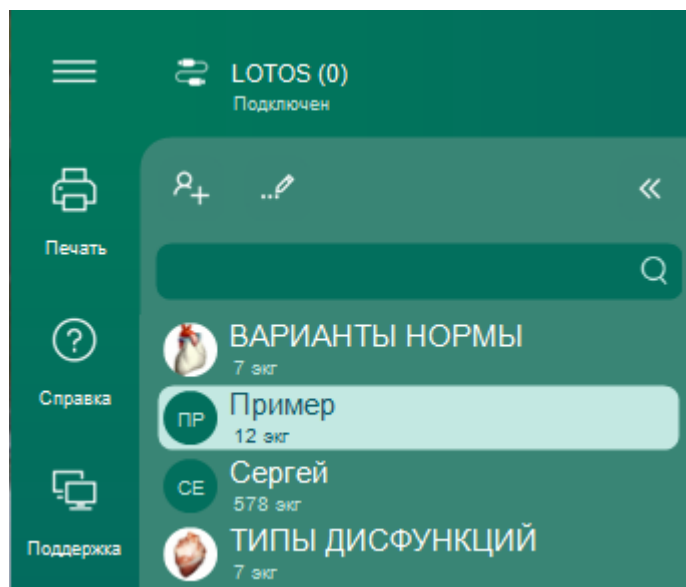 LOTOS (0)
Подключен
Печать
ВАРИАНТЫ НОРМЫ
7 экг
Справка
ПР
Пример
12 экг
СЕ
Сергей
578 экг
Поддержка
ТИПЫ ДИСФУНКЦИЙ
7 экг